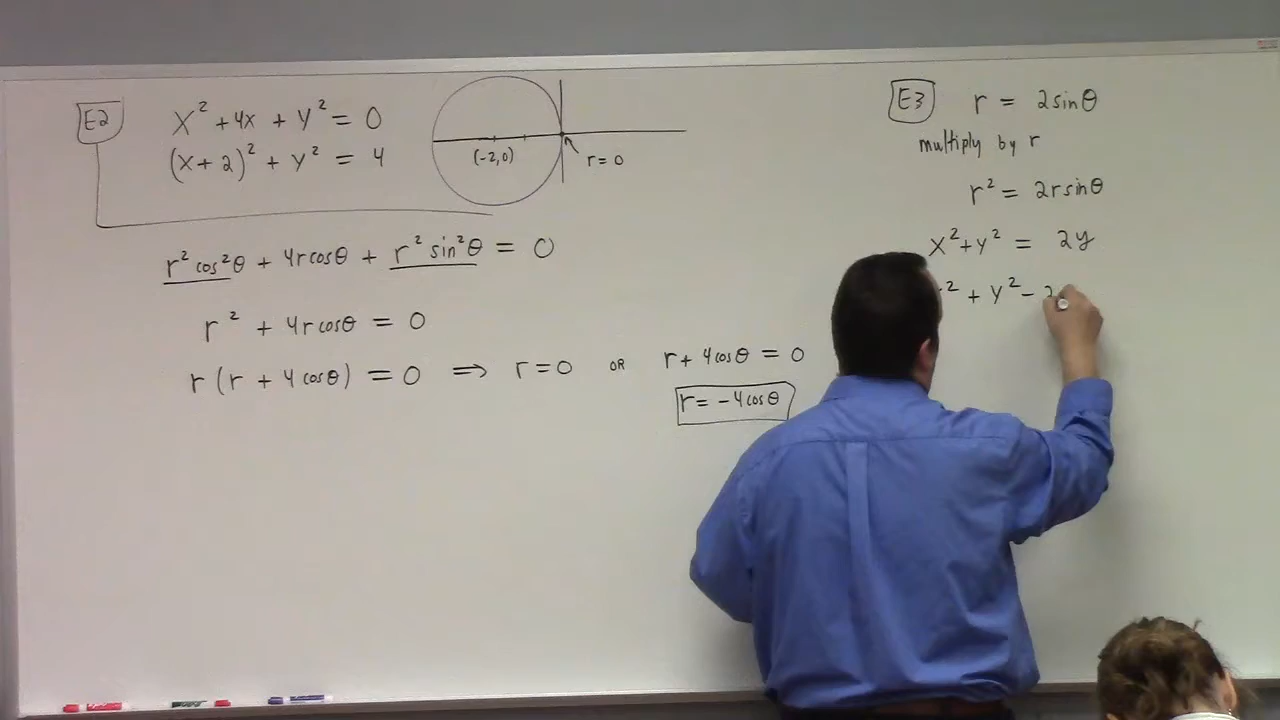 E2
x² + 4x + y² = 0
(x + 2)² + y² = 4
(-2,0)
r = 0
r² cos²θ + 4r cosθ + r² sin²θ = 0
r² + 4r cosθ = 0
r (r + 4 cosθ) = 0 ⟹ r = 0 OR r + 4 cosθ = 0
r = - 4 cosθ
E3
r = 2 sinθ
multiply by r
r² = 2r sinθ
x² + y² = 2y
² + y² -